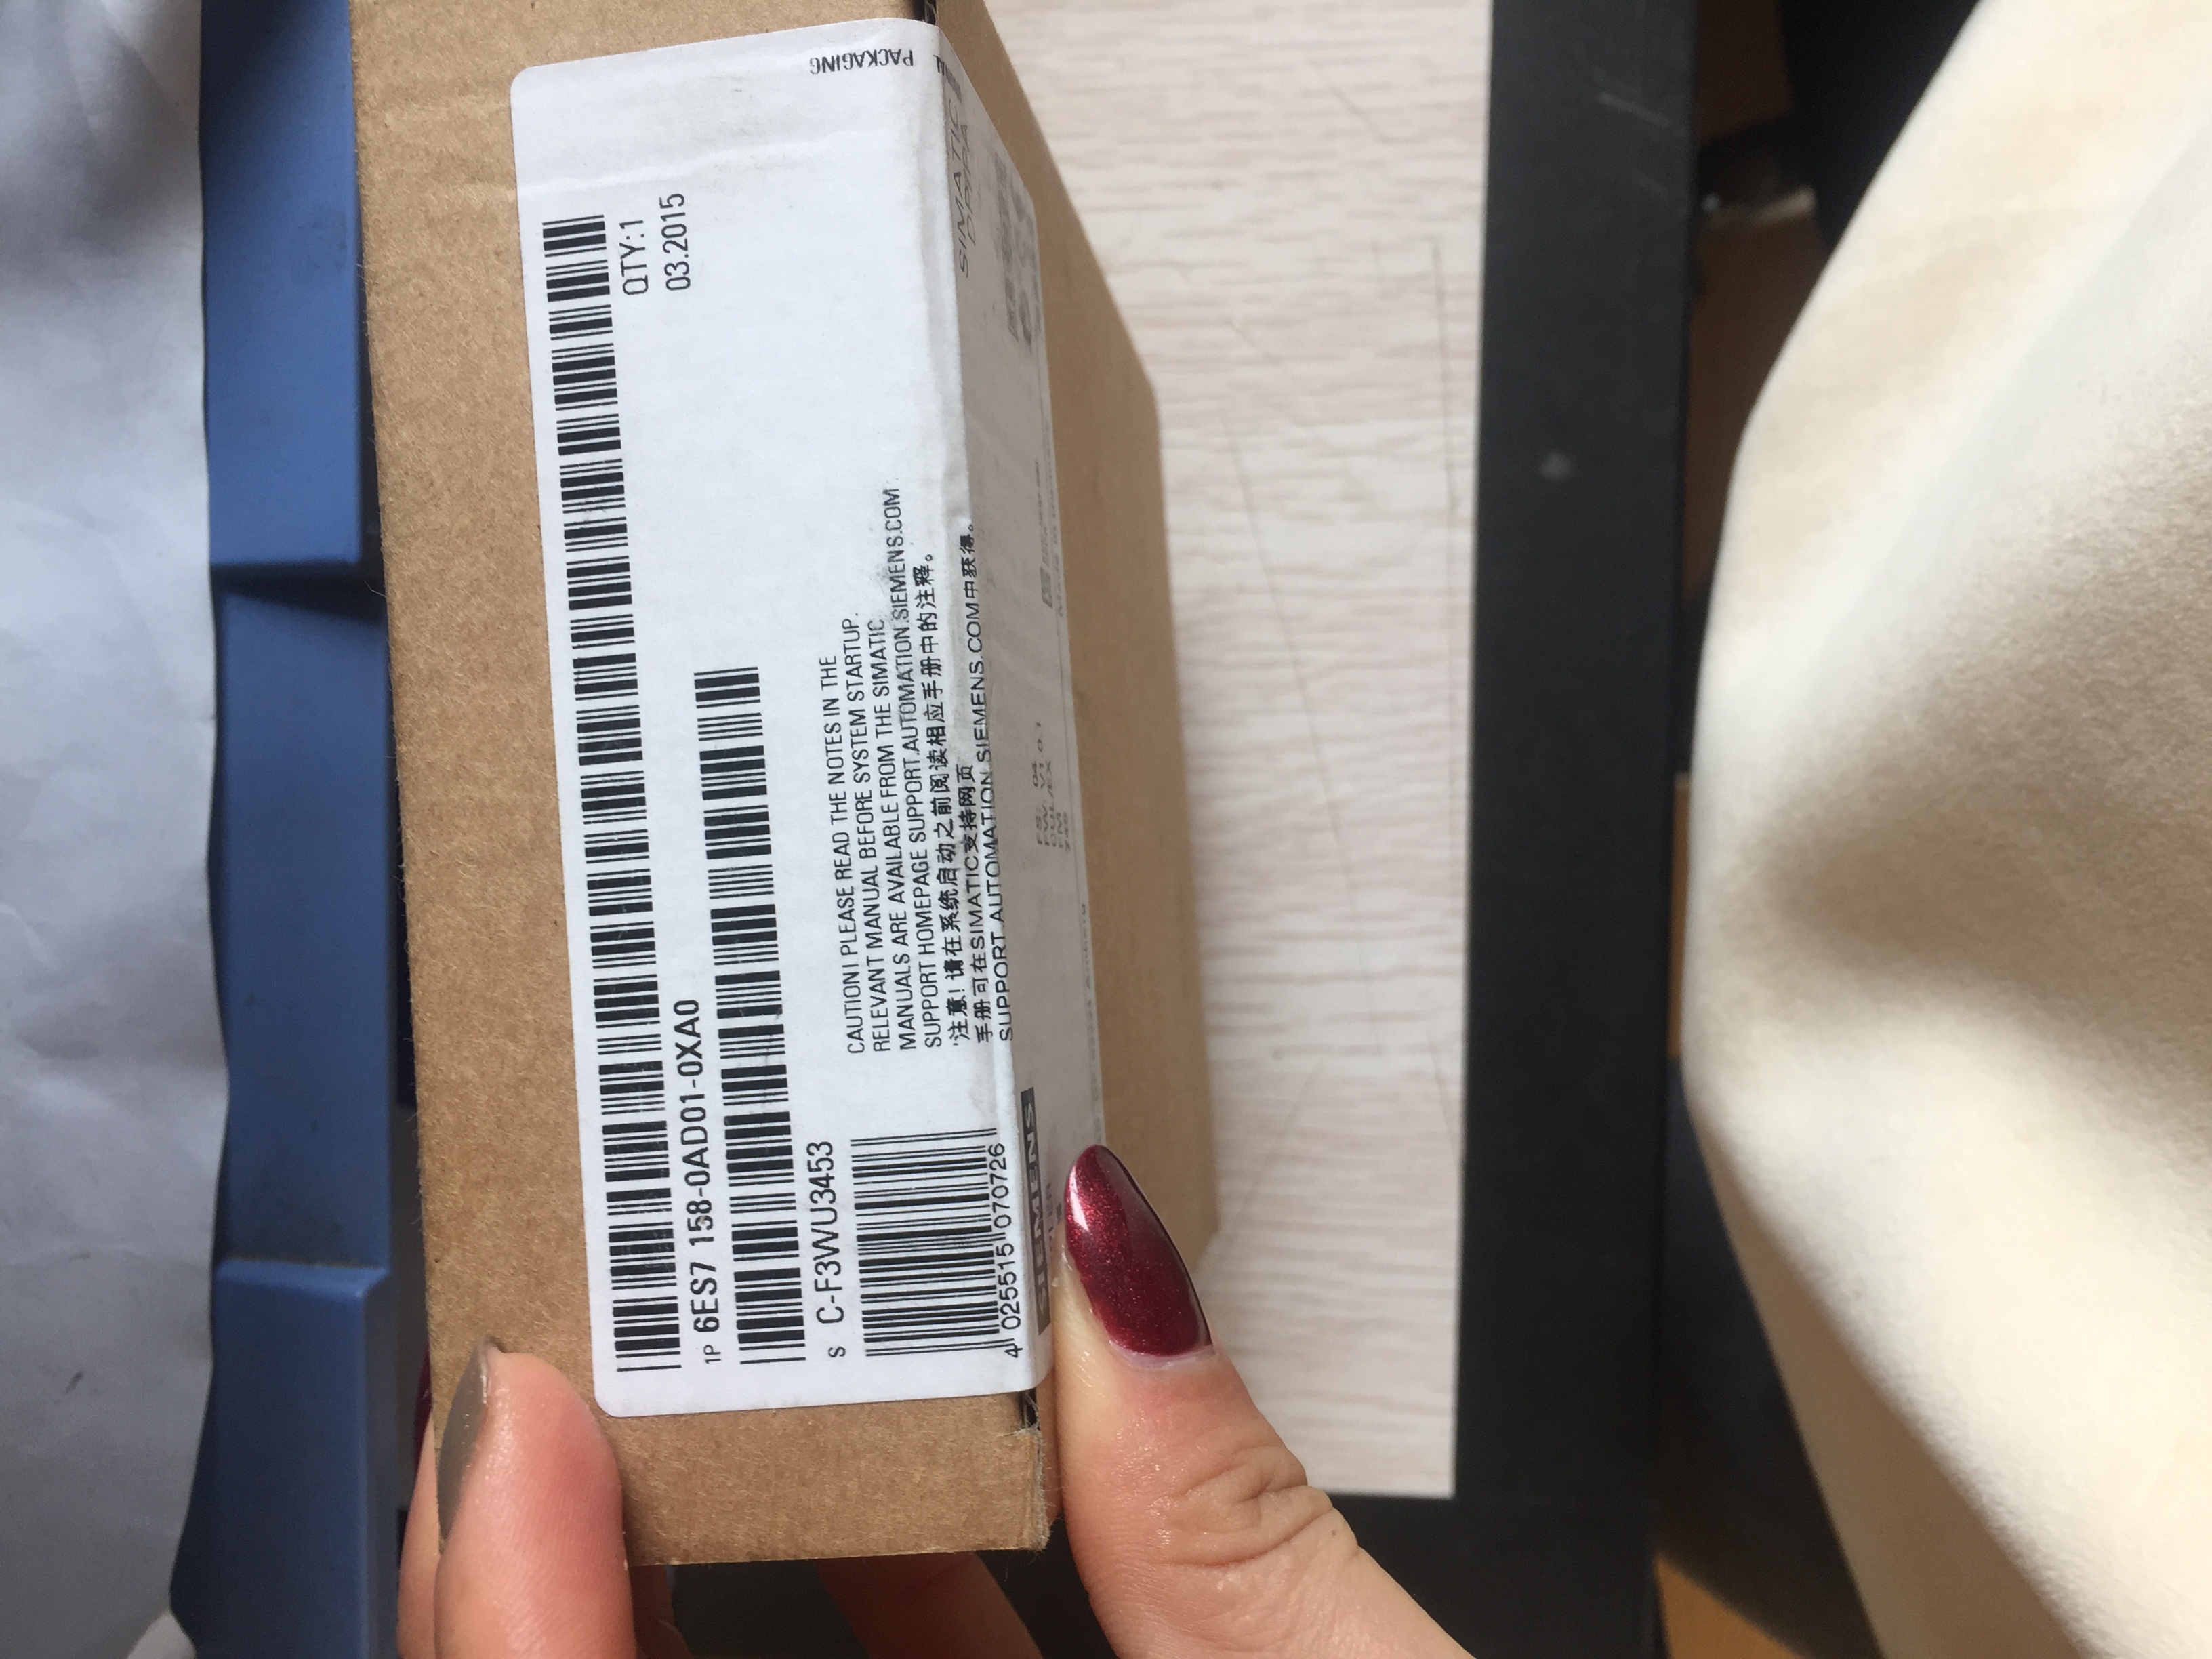 QTY:1
1P 6ES7 158-0AD01-0XA0
03.2015
S C-F3WU3453
CAUTION! PLEASE READ THE NOTES IN THE
RELEVANT MANUAL BEFORE SYSTEM STARTUP.
MANUALS ARE AVAILABLE FROM THE SIMATIC
SUPPORT HOMEPAGE SUPPORT.AUTOMATION.SIEMENS.COM
注意! 请在系统启动之前阅读相应手册中的注释。
手册可在SIMATIC支持网页
SUPPORT.AUTOMATION.SIEMENS.COM中获得。
4 025515 070726
PACKAGING
SIEMENS
SIMATIC